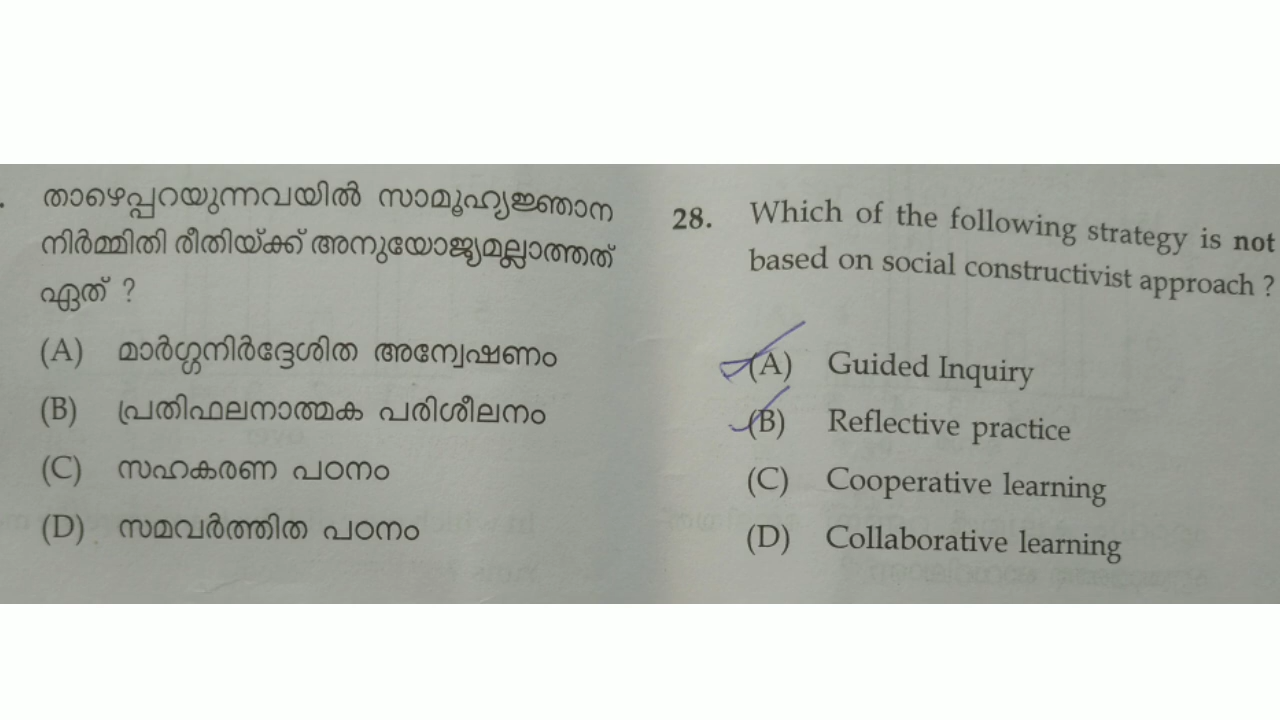 താഴെപ്പറയുന്നവയിൽ സാമൂഹ്യജ്ഞാന
നിർമ്മിതി രീതിയ്ക്ക് അനുയോജ്യമല്ലാത്തത്
ഏത് ?
(A) മാർഗ്ഗനിർദ്ദേശിത അന്വേഷണം
(B) പ്രതിഫലനാത്മക പരിശീലനം
(C) സഹകരണ പഠനം
(D) സമവർത്തിത പഠനം
28. Which of the following strategy is not
based on social constructivist approach ?
(A) Guided Inquiry
(B) Reflective practice
(C) Cooperative learning
(D) Collaborative learning